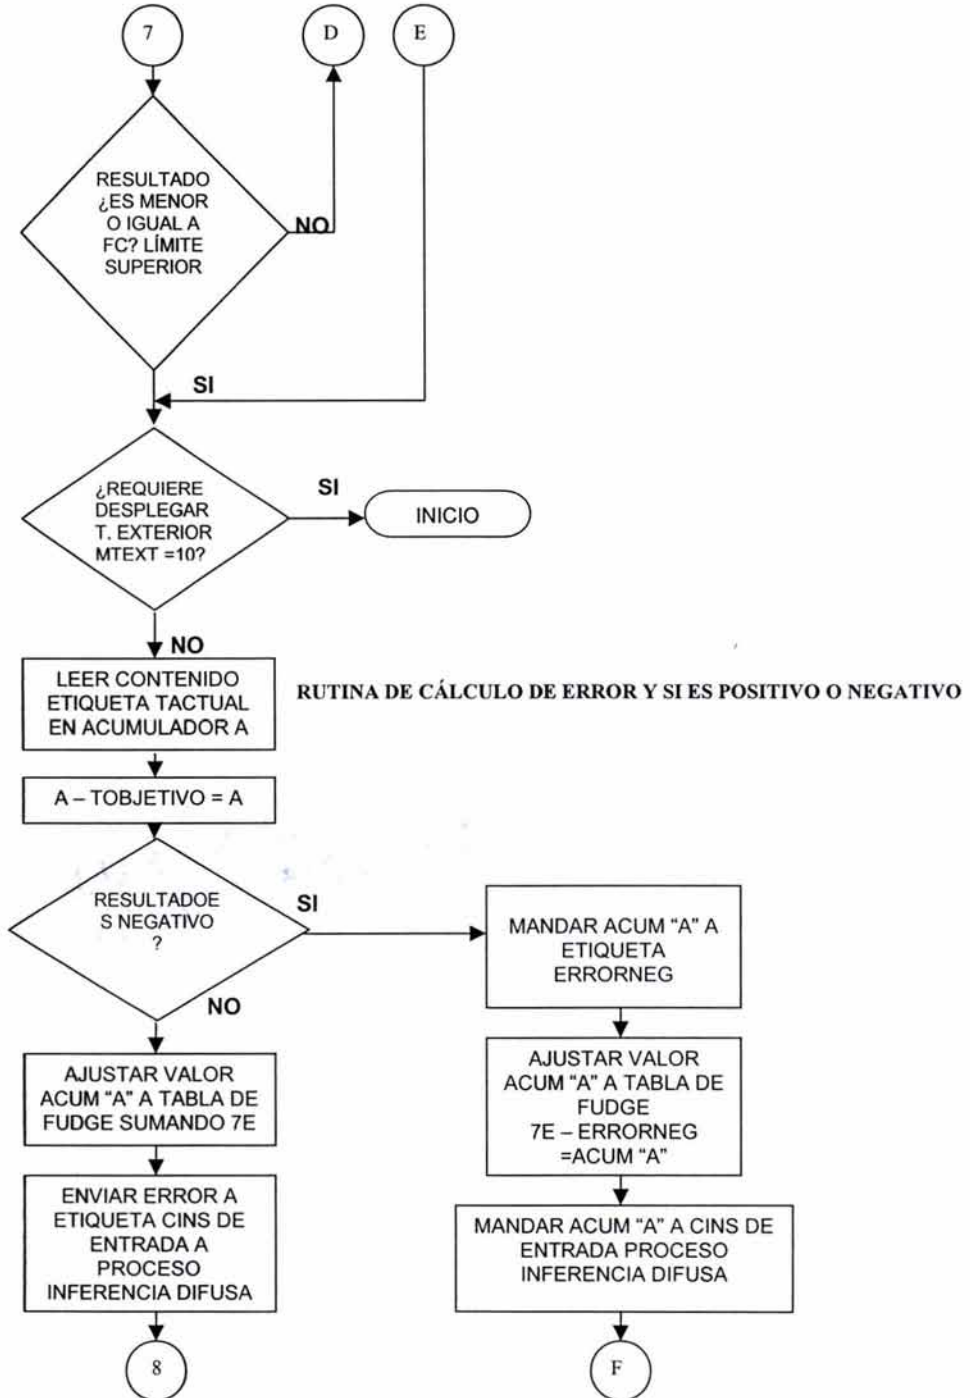 7
D
E
RESULTADO
¿ES MENOR
O IGUAL A
FC? LÍMITE
SUPERIOR
NO
SI
¿REQUIERE
DESPLEGAR
T. EXTERIOR
MTEXT =10?
SI
INICIO
NO
LEER CONTENIDO
ETIQUETA TACTUAL
EN ACUMULADOR A
RUTINA DE CÁLCULO DE ERROR Y SI ES POSITIVO O NEGATIVO
A – TOBJETIVO = A
RESULTADOE
S NEGATIVO
?
SI
NO
MANDAR ACUM “A” A
ETIQUETA
ERRORNEG
AJUSTAR VALOR
ACUM “A” A TABLA DE
FUDGE SUMANDO 7E
AJUSTAR VALOR
ACUM “A” A TABLA DE
FUDGE
7E – ERRORNEG
=ACUM “A”
ENVIAR ERROR A
ETIQUETA CINS DE
ENTRADA A
PROCESO
INFERENCIA DIFUSA
MANDAR ACUM “A” A CINS DE
ENTRADA PROCESO
INFERENCIA DIFUSA
8
F